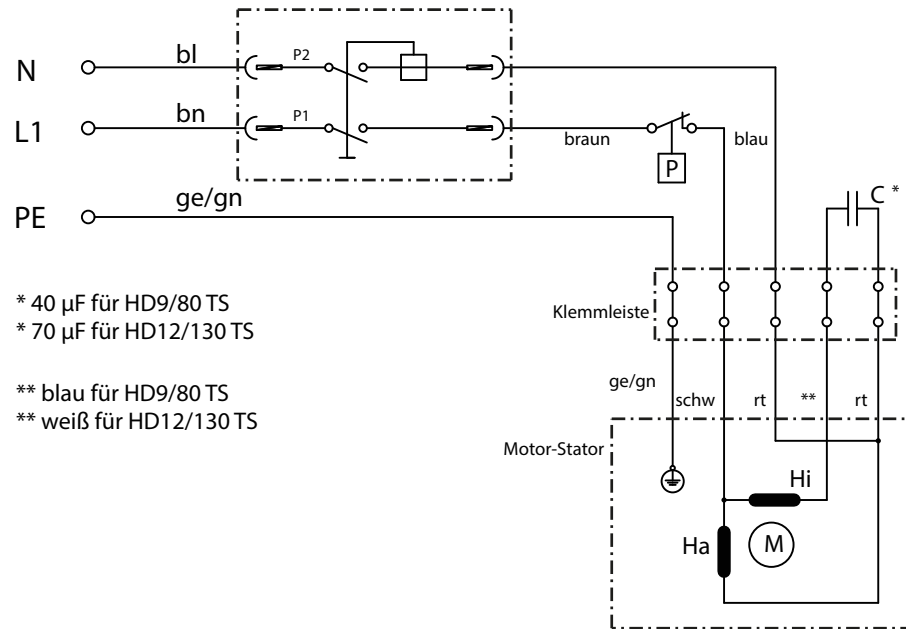 N
bl
P2
L1
bn
P1
braun
P
blau
PE
ge/gn
C *
* 40 µF für HD9/80 TS
* 70 µF für HD12/130 TS
Klemmleiste
** blau für HD9/80 TS
** weiß für HD12/130 TS
ge/gn
schw
rt
**
rt
Motor-Stator
Hi
Ha
M